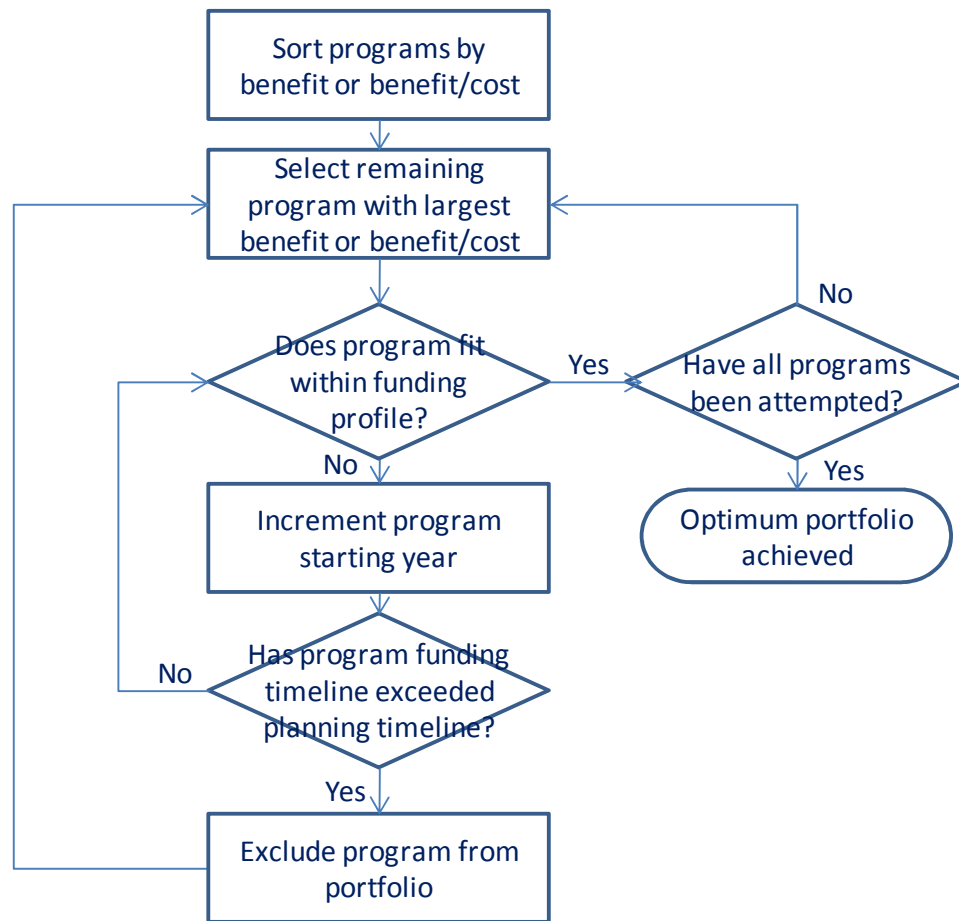 Sort programs by
benefit or benefit/cost
Select remaining
program with largest
benefit or benefit/cost
No
Does program fit
within funding
profile?
Yes
Have all programs
been attempted?
No
Yes
Increment program
starting year
Optimum portfolio
achieved
Has program funding
timeline exceeded
planning timeline?
No
Yes
Exclude program from
portfolio